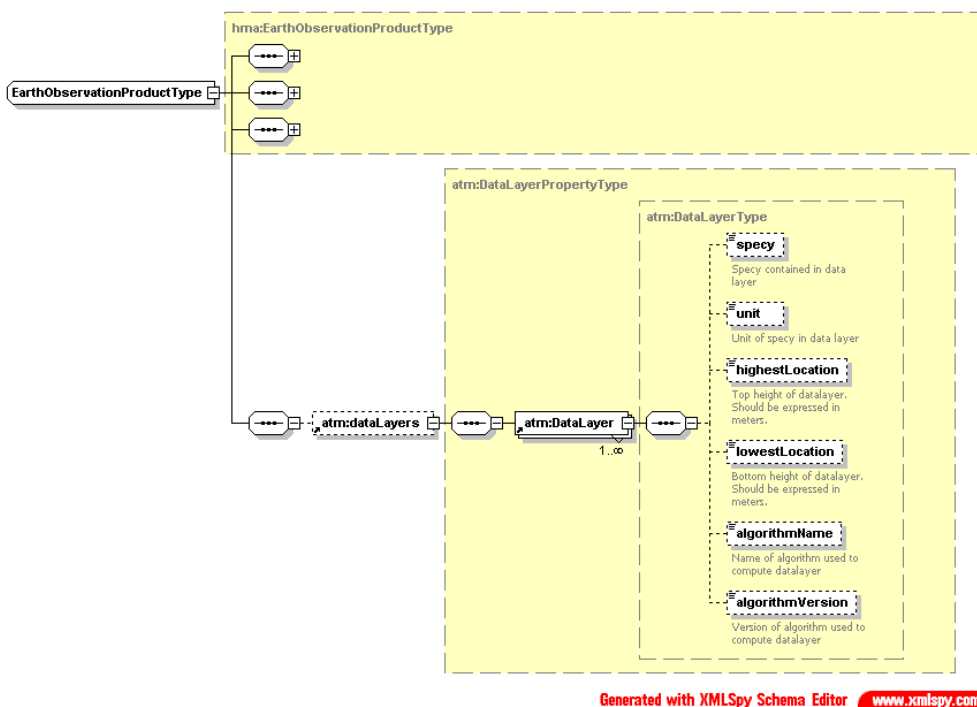 hma:EarthObservationProductType
EarthObservationProductType
atm:DataLayerPropertyType
atm:DataLayerType
specy
Specy contained in data
layer
unit
Unit of specy in data layer
highestLocation
Top height of datalayer.
Should be expressed in
meters.
atm:dataLayers
atm:DataLayer
1..∞
lowestLocation
Bottom height of datalayer.
Should be expressed in
meters.
algorithmName
Name of algorithm used to
compute datalayer
algorithmVersion
Version of algorithm used to
compute datalayer
Generated with XMLSpy Schema Editor www.xmlspy.com